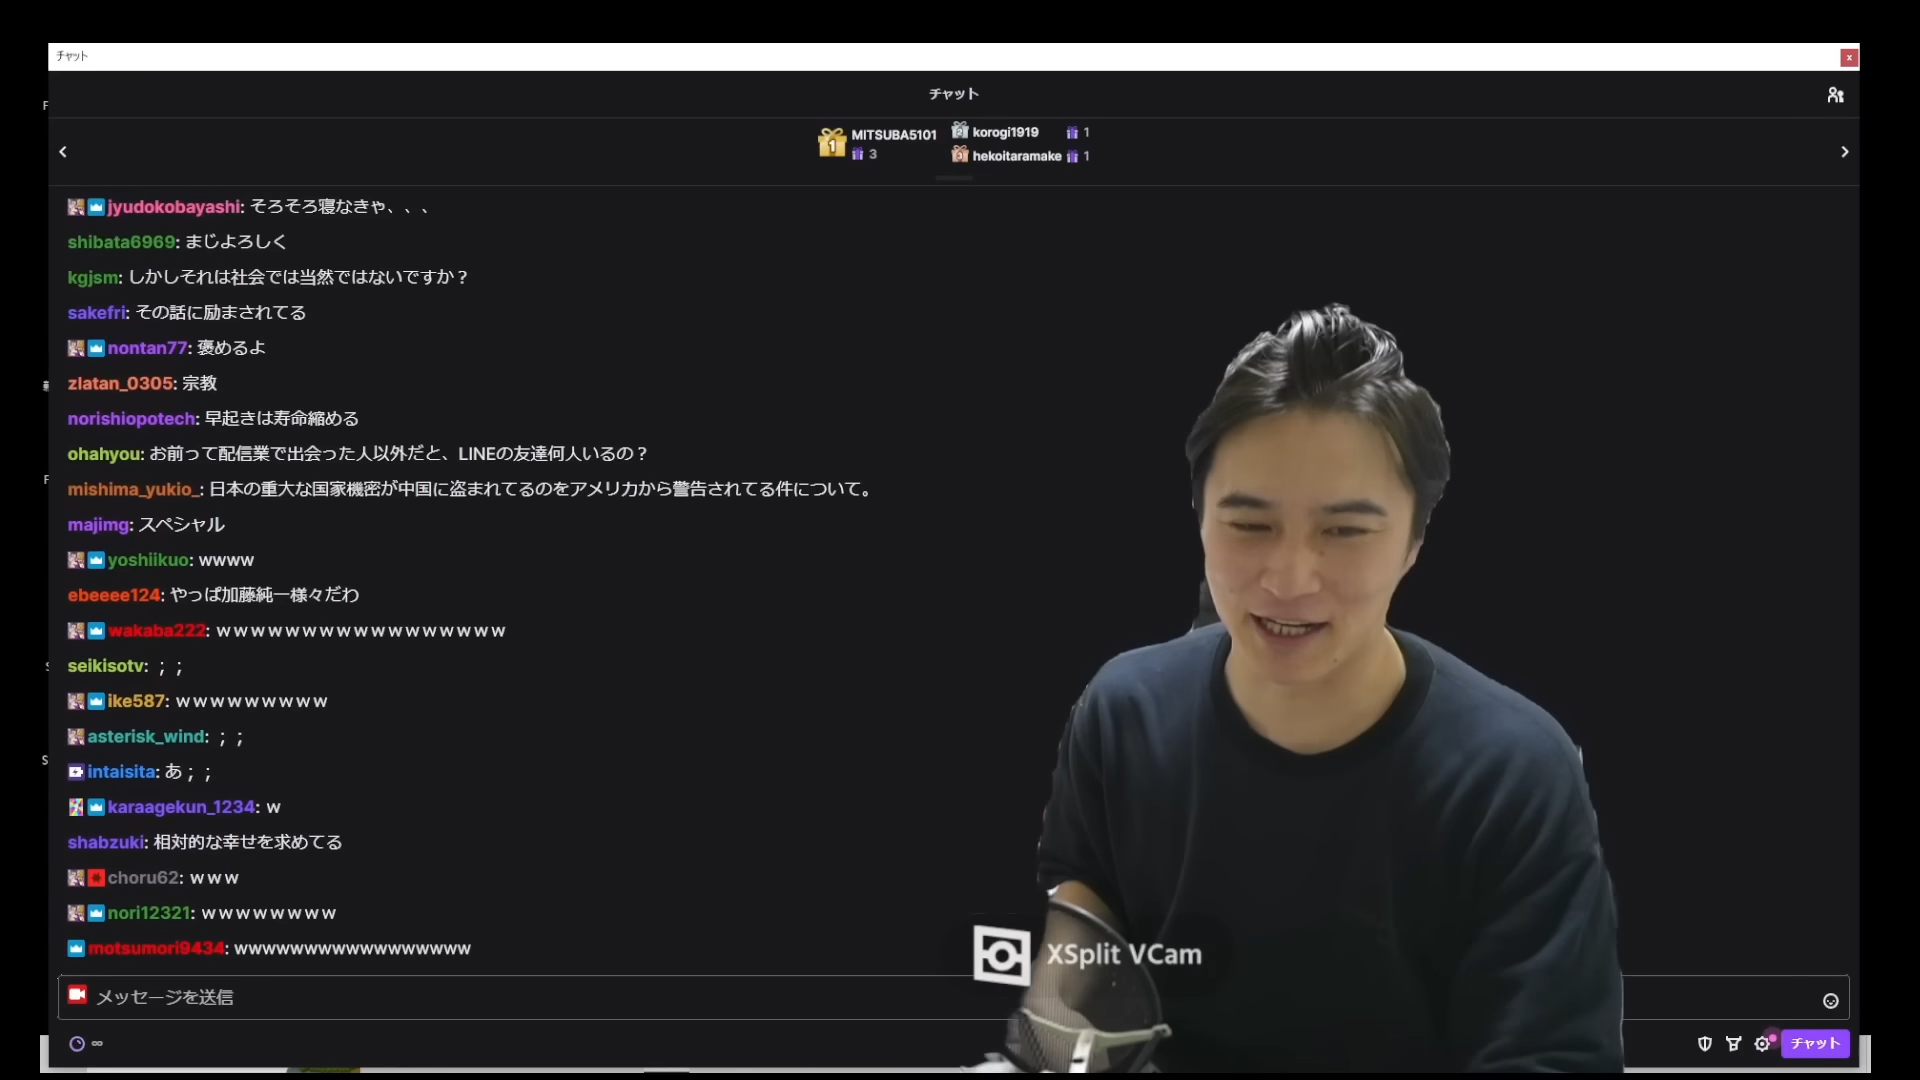 チャット
チャット
MITSUBA5101
3
korogi1919 1
hekoitaramake 1
jyudokobayashi: そろそろ寝なきゃ、、、
shibata6969: まじよろしく
kgjsm: しかしそれは社会では当然ではないですか？
sakefri: その話に励まされてる
nontan77: 褒めるよ
zlatan_0305: 宗教
norishiopotech: 早起きは寿命縮める
ohahyou: お前って配信業で出会った人以外だと、LINEの友達何人いるの？
mishima_yukio_: 日本の重大な国家機密が中国に盗まれてるのをアメリカから警告されてる件について。
majimg: スペシャル
yoshiikuo: wwww
ebeeee124: やっぱ加藤純一様々だわ
wakaba222: ｗｗｗｗｗｗｗｗｗｗｗｗｗｗｗｗｗ
seikisotv: ；；
ike587: ｗｗｗｗｗｗｗｗｗ
asterisk_wind: ；；
intaisita: あ；；
karaagekun_1234: w
shabzuki: 相対的な幸せを求めてる
choru62: ｗｗｗ
nori12321: ｗｗｗｗｗｗｗｗ
motsumori9434: wwwwwwwwwwwwwwwww
XSplit VCam
メッセージを送信
∞
チャット